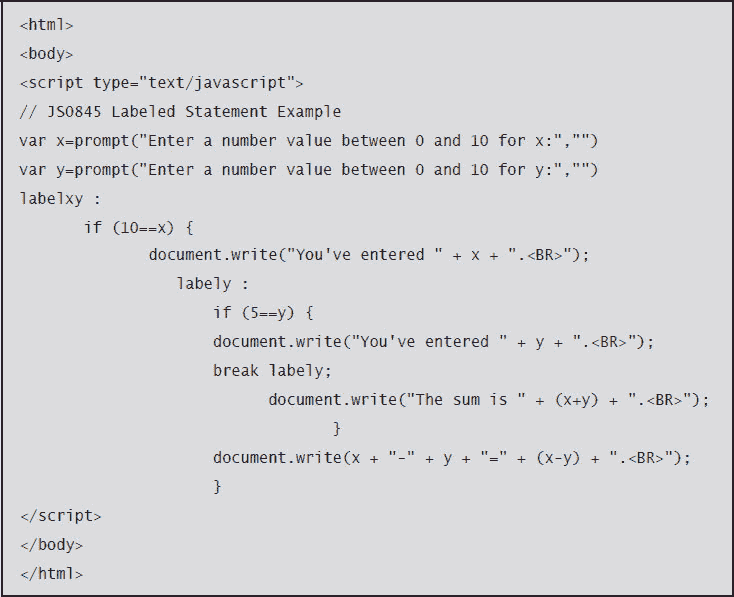 <html>
<body>
<script type="text/javascript">
// JS0845 Labeled Statement Example
var x=prompt("Enter a number value between 0 and 10 for x:","")
var y=prompt("Enter a number value between 0 and 10 for y:","")
labelxy :
if (10==x) {
document.write("You've entered " + x + ".<BR>");
labely :
if (5==y) {
document.write("You've entered " + y + ".<BR>");
break labely;
document.write("The sum is " + (x+y) + ".<BR>");
}
document.write(x + "-" + y + "=" + (x-y) + ".<BR>");
}
</script>
</body>
</html>